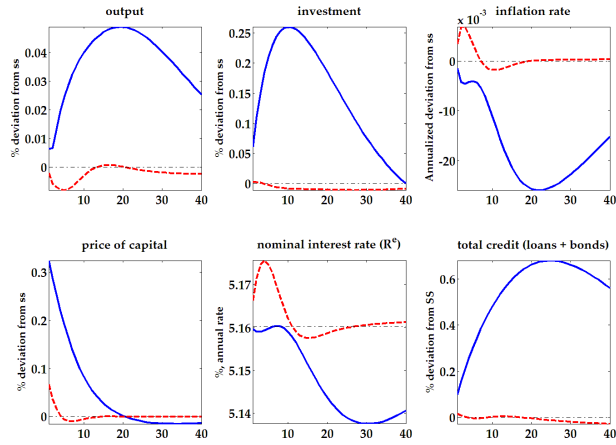 output
investment
inflation rate
x 10⁻³
% deviation from ss
0.04
0.03
0.02
0.01
0
10 20 30 40
% deviation from ss
0.25
0.2
0.15
0.1
0.05
0
10 20 30 40
Annualized deviation from ss
0
-10
-20
10 20 30 40
price of capital
nominal interest rate (Rᵉ)
total credit (loans + bonds)
% deviation from ss
0.3
0.2
0.1
0
10 20 30 40
%, annual rate
5.17
5.16
5.15
5.14
10 20 30 40
% deviation from SS
0.6
0.4
0.2
0
10 20 30 40